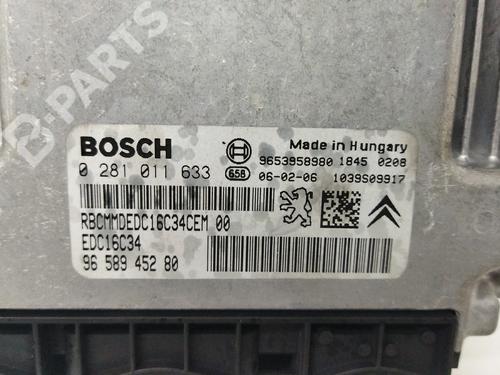 B-PARTS
BOSCH
Made in Hungary
9653958980 1845 0208
0 281 011 633 658 06-02-06 1039S09917
RBCMMDEDC16C34CEM 00
EDC16C34
96 589 452 80